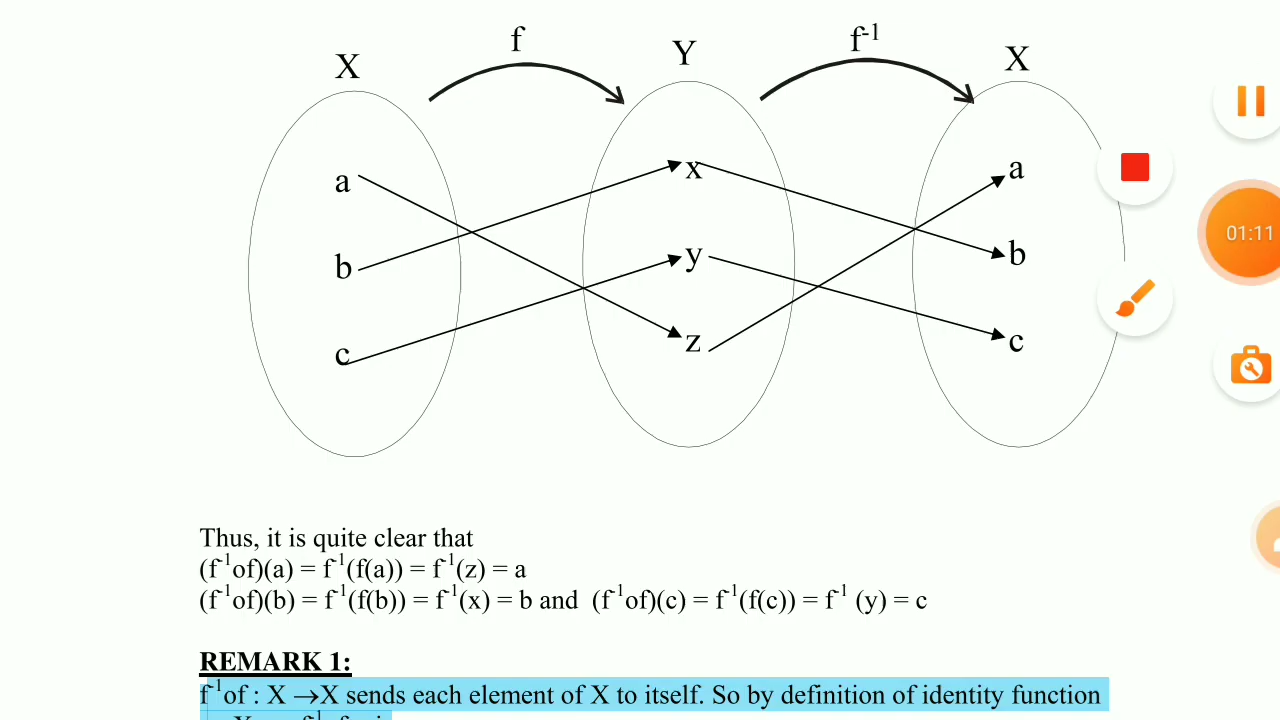 f
f⁻¹
X
Y
X
a
x
a
b
y
b
c
z
c
01:11
Thus, it is quite clear that
(f⁻¹of)(a) = f⁻¹(f(a)) = f⁻¹(z) = a
(f⁻¹of)(b) = f⁻¹(f(b)) = f⁻¹(x) = b and (f⁻¹of)(c) = f⁻¹(f(c)) = f⁻¹ (y) = c
REMARK 1:
f⁻¹of : X →X sends each element of X to itself. So by definition of identity function